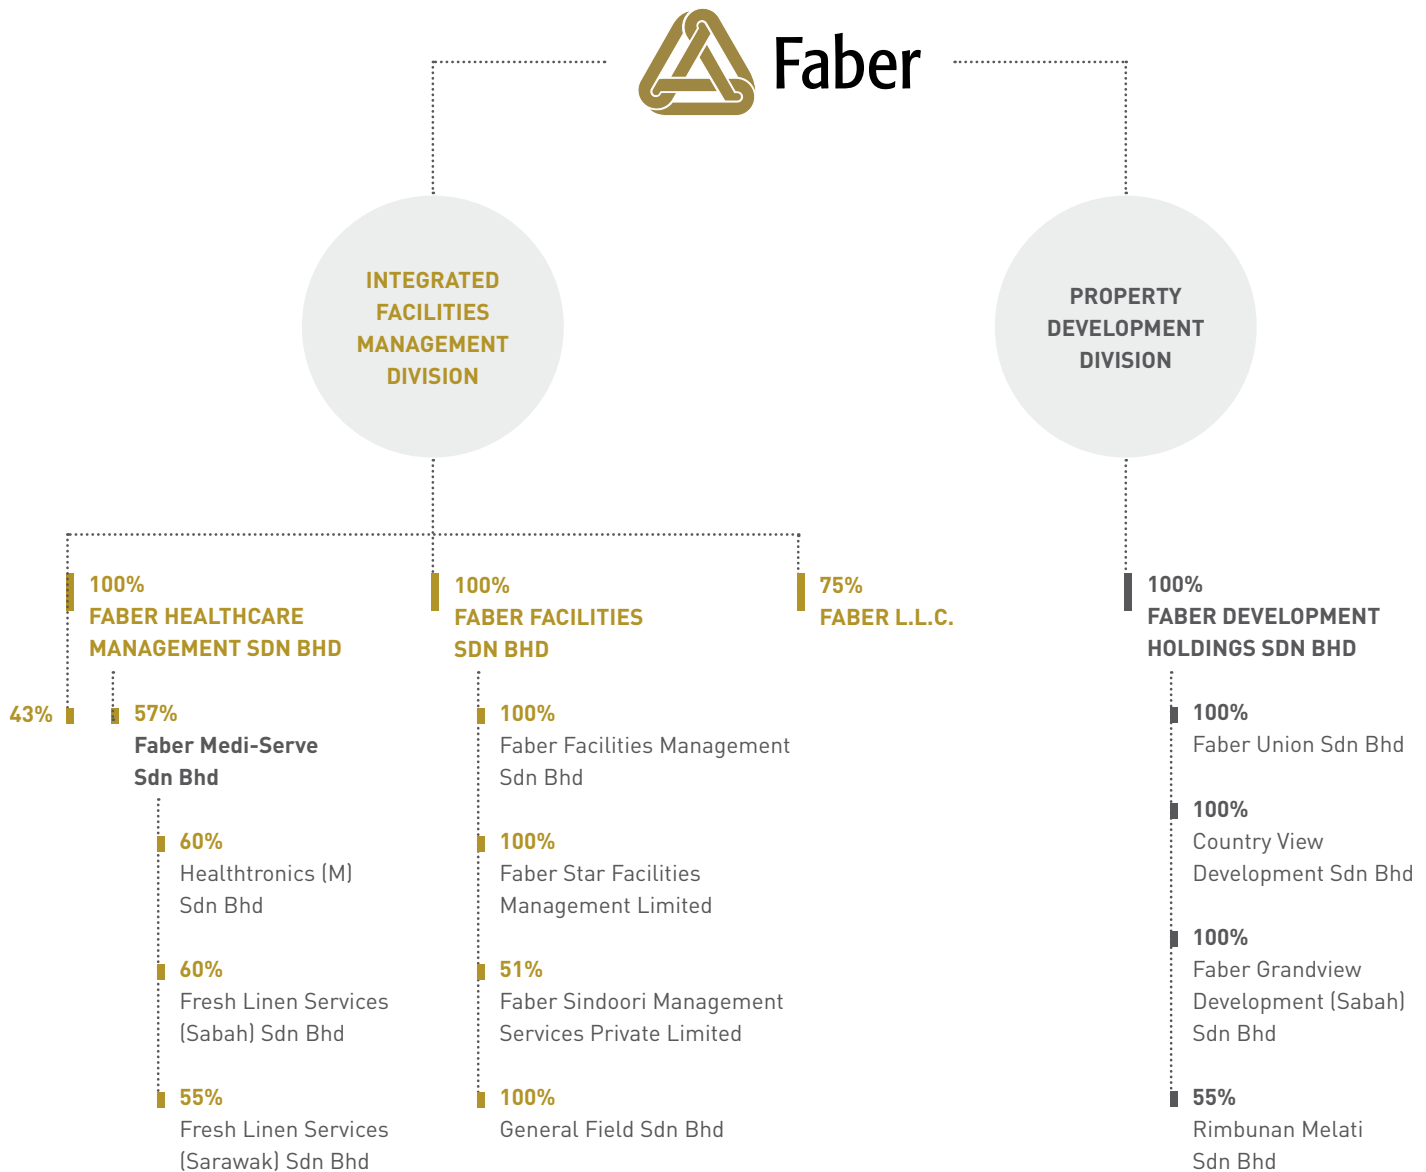 Faber
INTEGRATED
FACILITIES
MANAGEMENT
DIVISION
PROPERTY
DEVELOPMENT
DIVISION
100%
FABER HEALTHCARE
MANAGEMENT SDN BHD
43%
57%
Faber Medi-Serve
Sdn Bhd
60%
Healthtronics (M)
Sdn Bhd
60%
Fresh Linen Services
(Sabah) Sdn Bhd
55%
Fresh Linen Services
(Sarawak) Sdn Bhd
100%
FABER FACILITIES
SDN BHD
100%
Faber Facilities Management
Sdn Bhd
100%
Faber Star Facilities
Management Limited
51%
Faber Sindoori Management
Services Private Limited
100%
General Field Sdn Bhd
75%
FABER L.L.C.
100%
FABER DEVELOPMENT
HOLDINGS SDN BHD
100%
Faber Union Sdn Bhd
100%
Country View
Development Sdn Bhd
100%
Faber Grandview
Development (Sabah)
Sdn Bhd
55%
Rimbunan Melati
Sdn Bhd